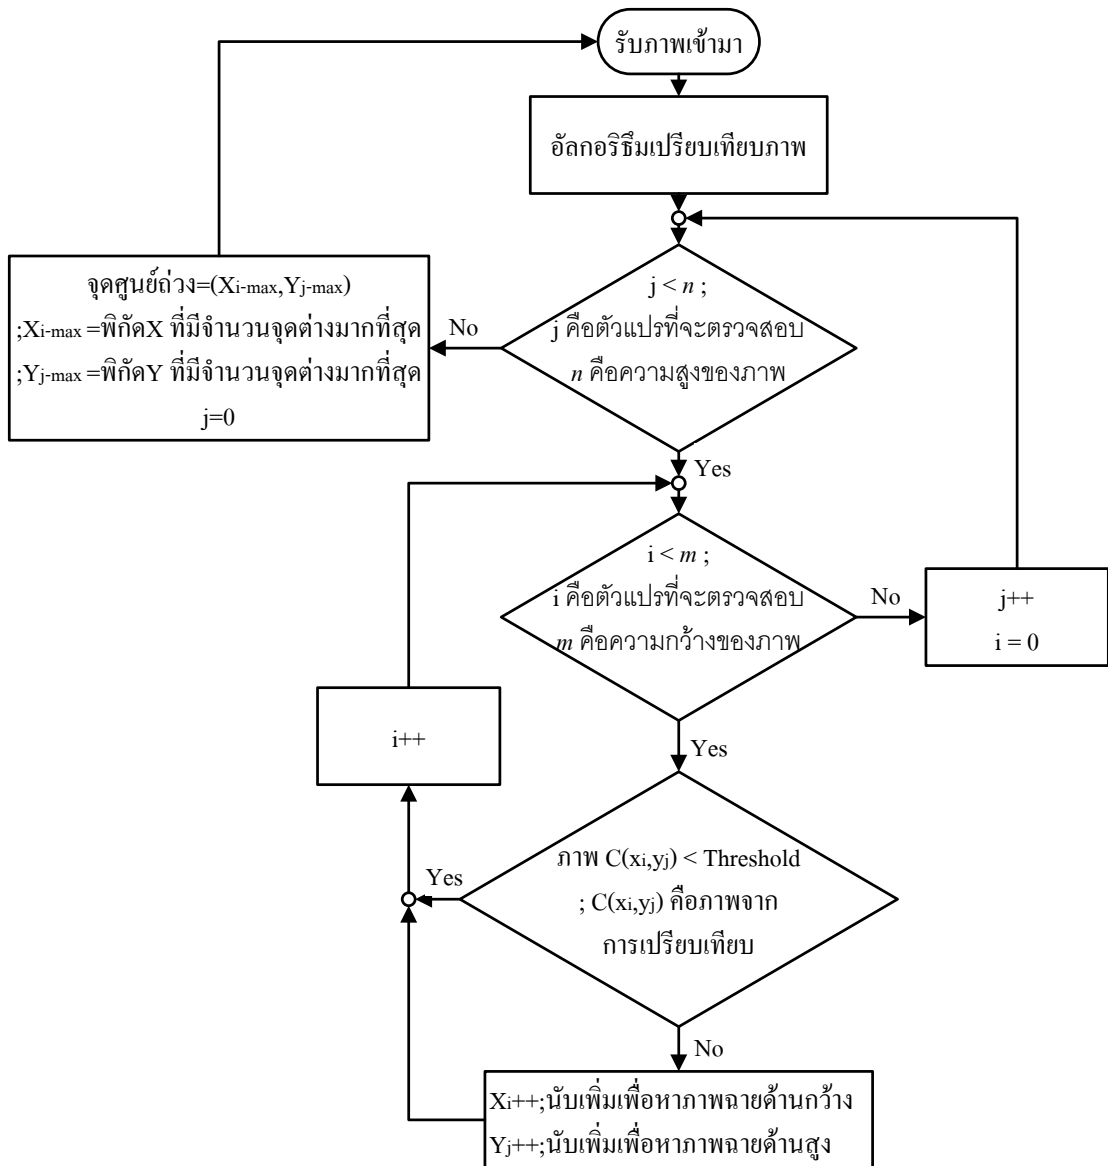 รับภาพเข้ามา
อัลกอริธึมเปรียบเทียบภาพ
j < n ;
j คือตัวแปรที่จะตรวจสอบ
n คือความสูงของภาพ
No
จุดศูนย์ถ่วง=(Xi-max,Yj-max)
;Xi-max =พิกัดX ที่มีจำนวนจุดต่างมากที่สุด
;Yj-max =พิกัดY ที่มีจำนวนจุดต่างมากที่สุด
j=0
Yes
i < m ;
i คือตัวแปรที่จะตรวจสอบ
m คือความกว้างของภาพ
No
j++
i = 0
i++
Yes
ภาพ C(xi,yj) < Threshold
; C(xi,yj) คือภาพจาก
การเปรียบเทียบ
Yes
No
Xi++;นับเพิ่มเพื่อหาภาพฉายด้านกว้าง
Yj++;นับเพิ่มเพื่อหาภาพฉายด้านสูง